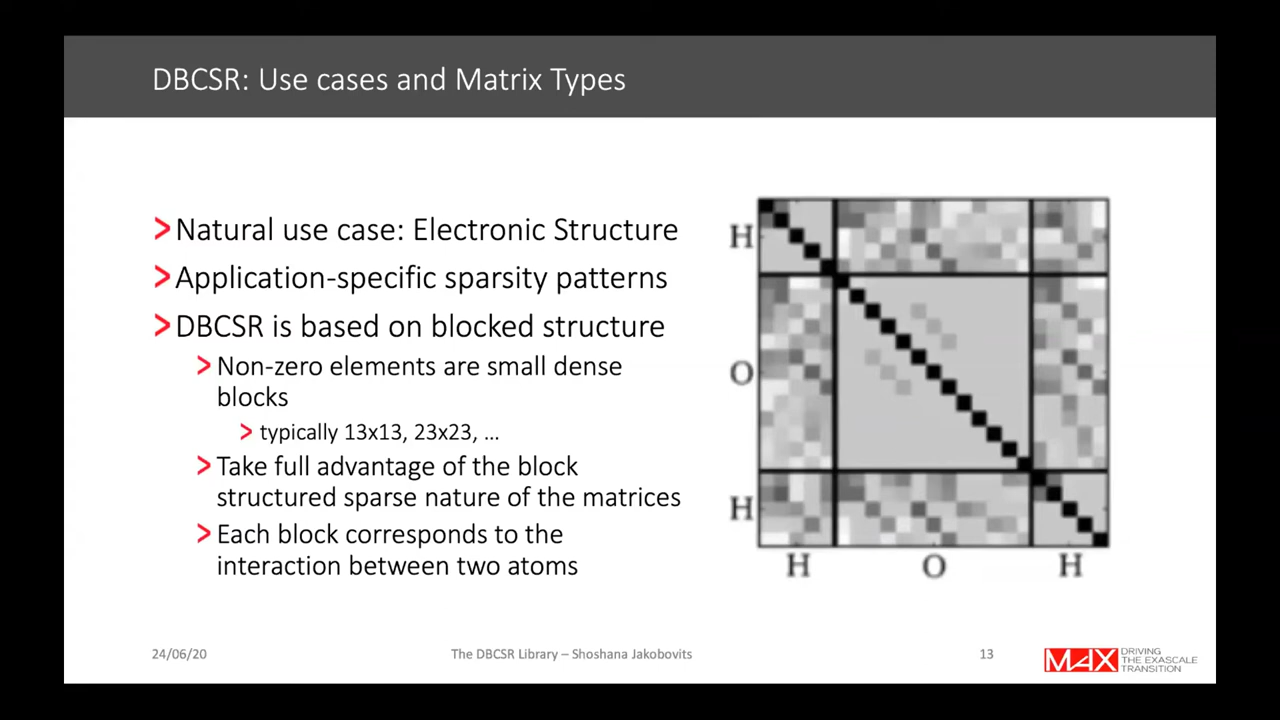 DBCSR: Use cases and Matrix Types
> Natural use case: Electronic Structure
> Application-specific sparsity patterns
> DBCSR is based on blocked structure
> Non-zero elements are small dense
blocks
> typically 13x13, 23x23, ...
> Take full advantage of the block
structured sparse nature of the matrices
> Each block corresponds to the
interaction between two atoms
H
O
H
H O H
24/06/20
The DBCSR Library – Shoshana Jakobovits
13
MAX
DRIVING
THE EXASCALE
TRANSITION